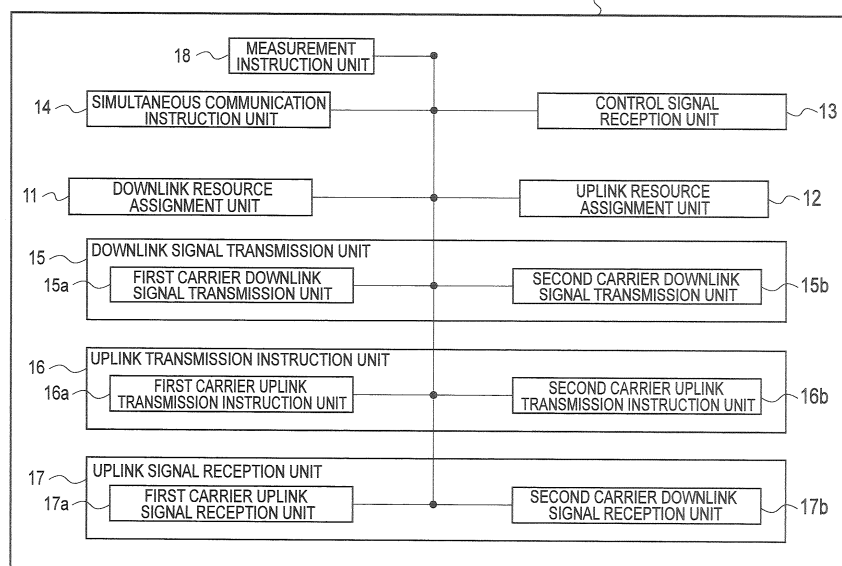 MEASUREMENT
INSTRUCTION UNIT
18
SIMULTANEOUS COMMUNICATION
INSTRUCTION UNIT
14
CONTROL SIGNAL
RECEPTION UNIT
13
DOWNLINK RESOURCE
ASSIGNMENT UNIT
11
UPLINK RESOURCE
ASSIGNMENT UNIT
12
15
DOWNLINK SIGNAL TRANSMISSION UNIT
15a
FIRST CARRIER DOWNLINK
SIGNAL TRANSMISSION UNIT
SECOND CARRIER DOWNLINK
SIGNAL TRANSMISSION UNIT
15b
16
UPLINK TRANSMISSION INSTRUCTION UNIT
16a
FIRST CARRIER UPLINK
TRANSMISSION INSTRUCTION UNIT
SECOND CARRIER UPLINK
TRANSMISSION INSTRUCTION UNIT
16b
17
UPLINK SIGNAL RECEPTION UNIT
17a
FIRST CARRIER UPLINK
SIGNAL RECEPTION UNIT
SECOND CARRIER DOWNLINK
SIGNAL RECEPTION UNIT
17b